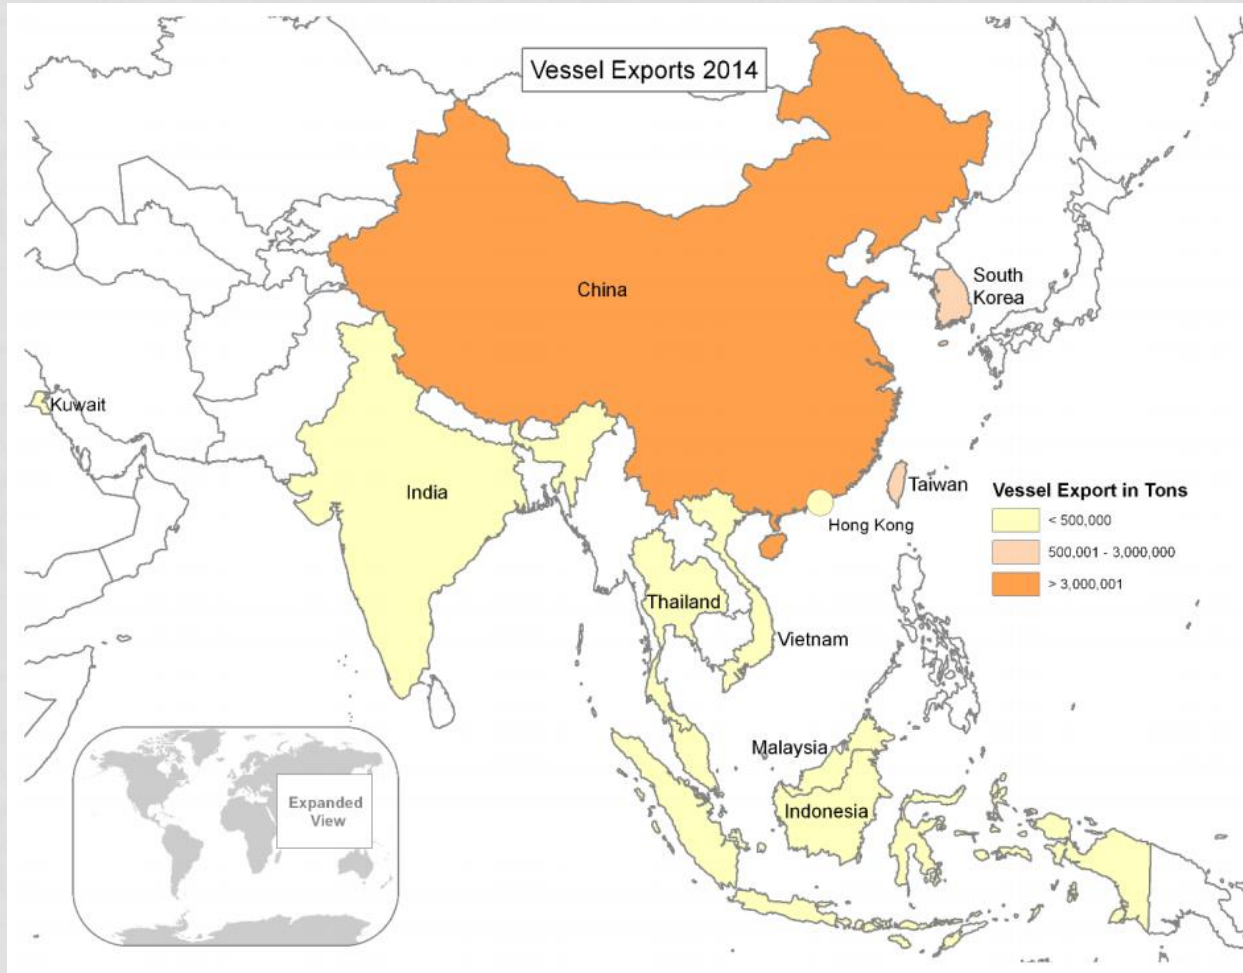 Vessel Exports 2014
China
South
Korea
Kuwait
India
Taiwan
Hong Kong
Vessel Export in Tons
< 500,000
500,001 - 3,000,000
> 3,000,001
Thailand
Vietnam
Malaysia
Indonesia
Expanded
View